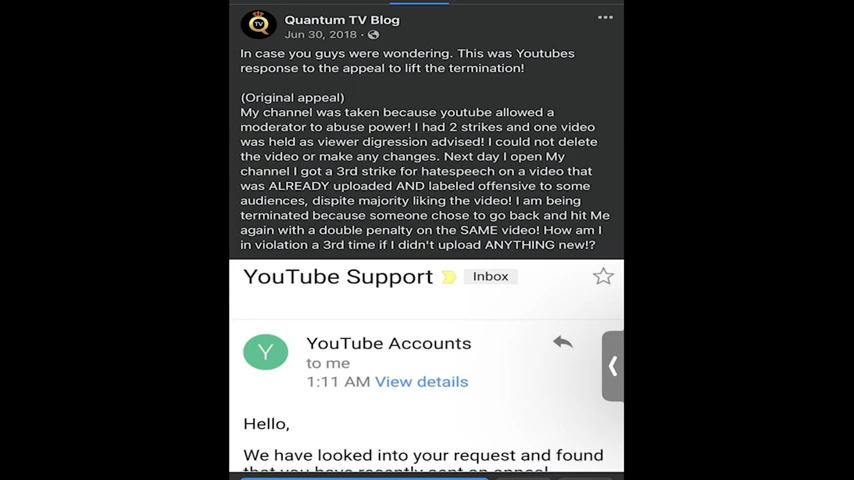 Quantum TV Blog
Jun 30, 2018 •
In case you guys were wondering. This was Youtubes
response to the appeal to lift the termination!
(Original appeal)
My channel was taken because youtube allowed a
moderator to abuse power! I had 2 strikes and one video
was held as viewer digression advised! I could not delete
the video or make any changes. Next day I open My
channel I got a 3rd strike for hatespeech on a video that
was ALREADY uploaded AND labeled offensive to some
audiences, dispite majority liking the video! I am being
terminated because someone chose to go back and hit Me
again with a double penalty on the SAME video! How am I
in violation a 3rd time if I didn't upload ANYTHING new!?
YouTube Support
Inbox
Y
YouTube Accounts
to me
1:11 AM View details
Hello,
We have looked into your request and found
that you have recently sent an appeal